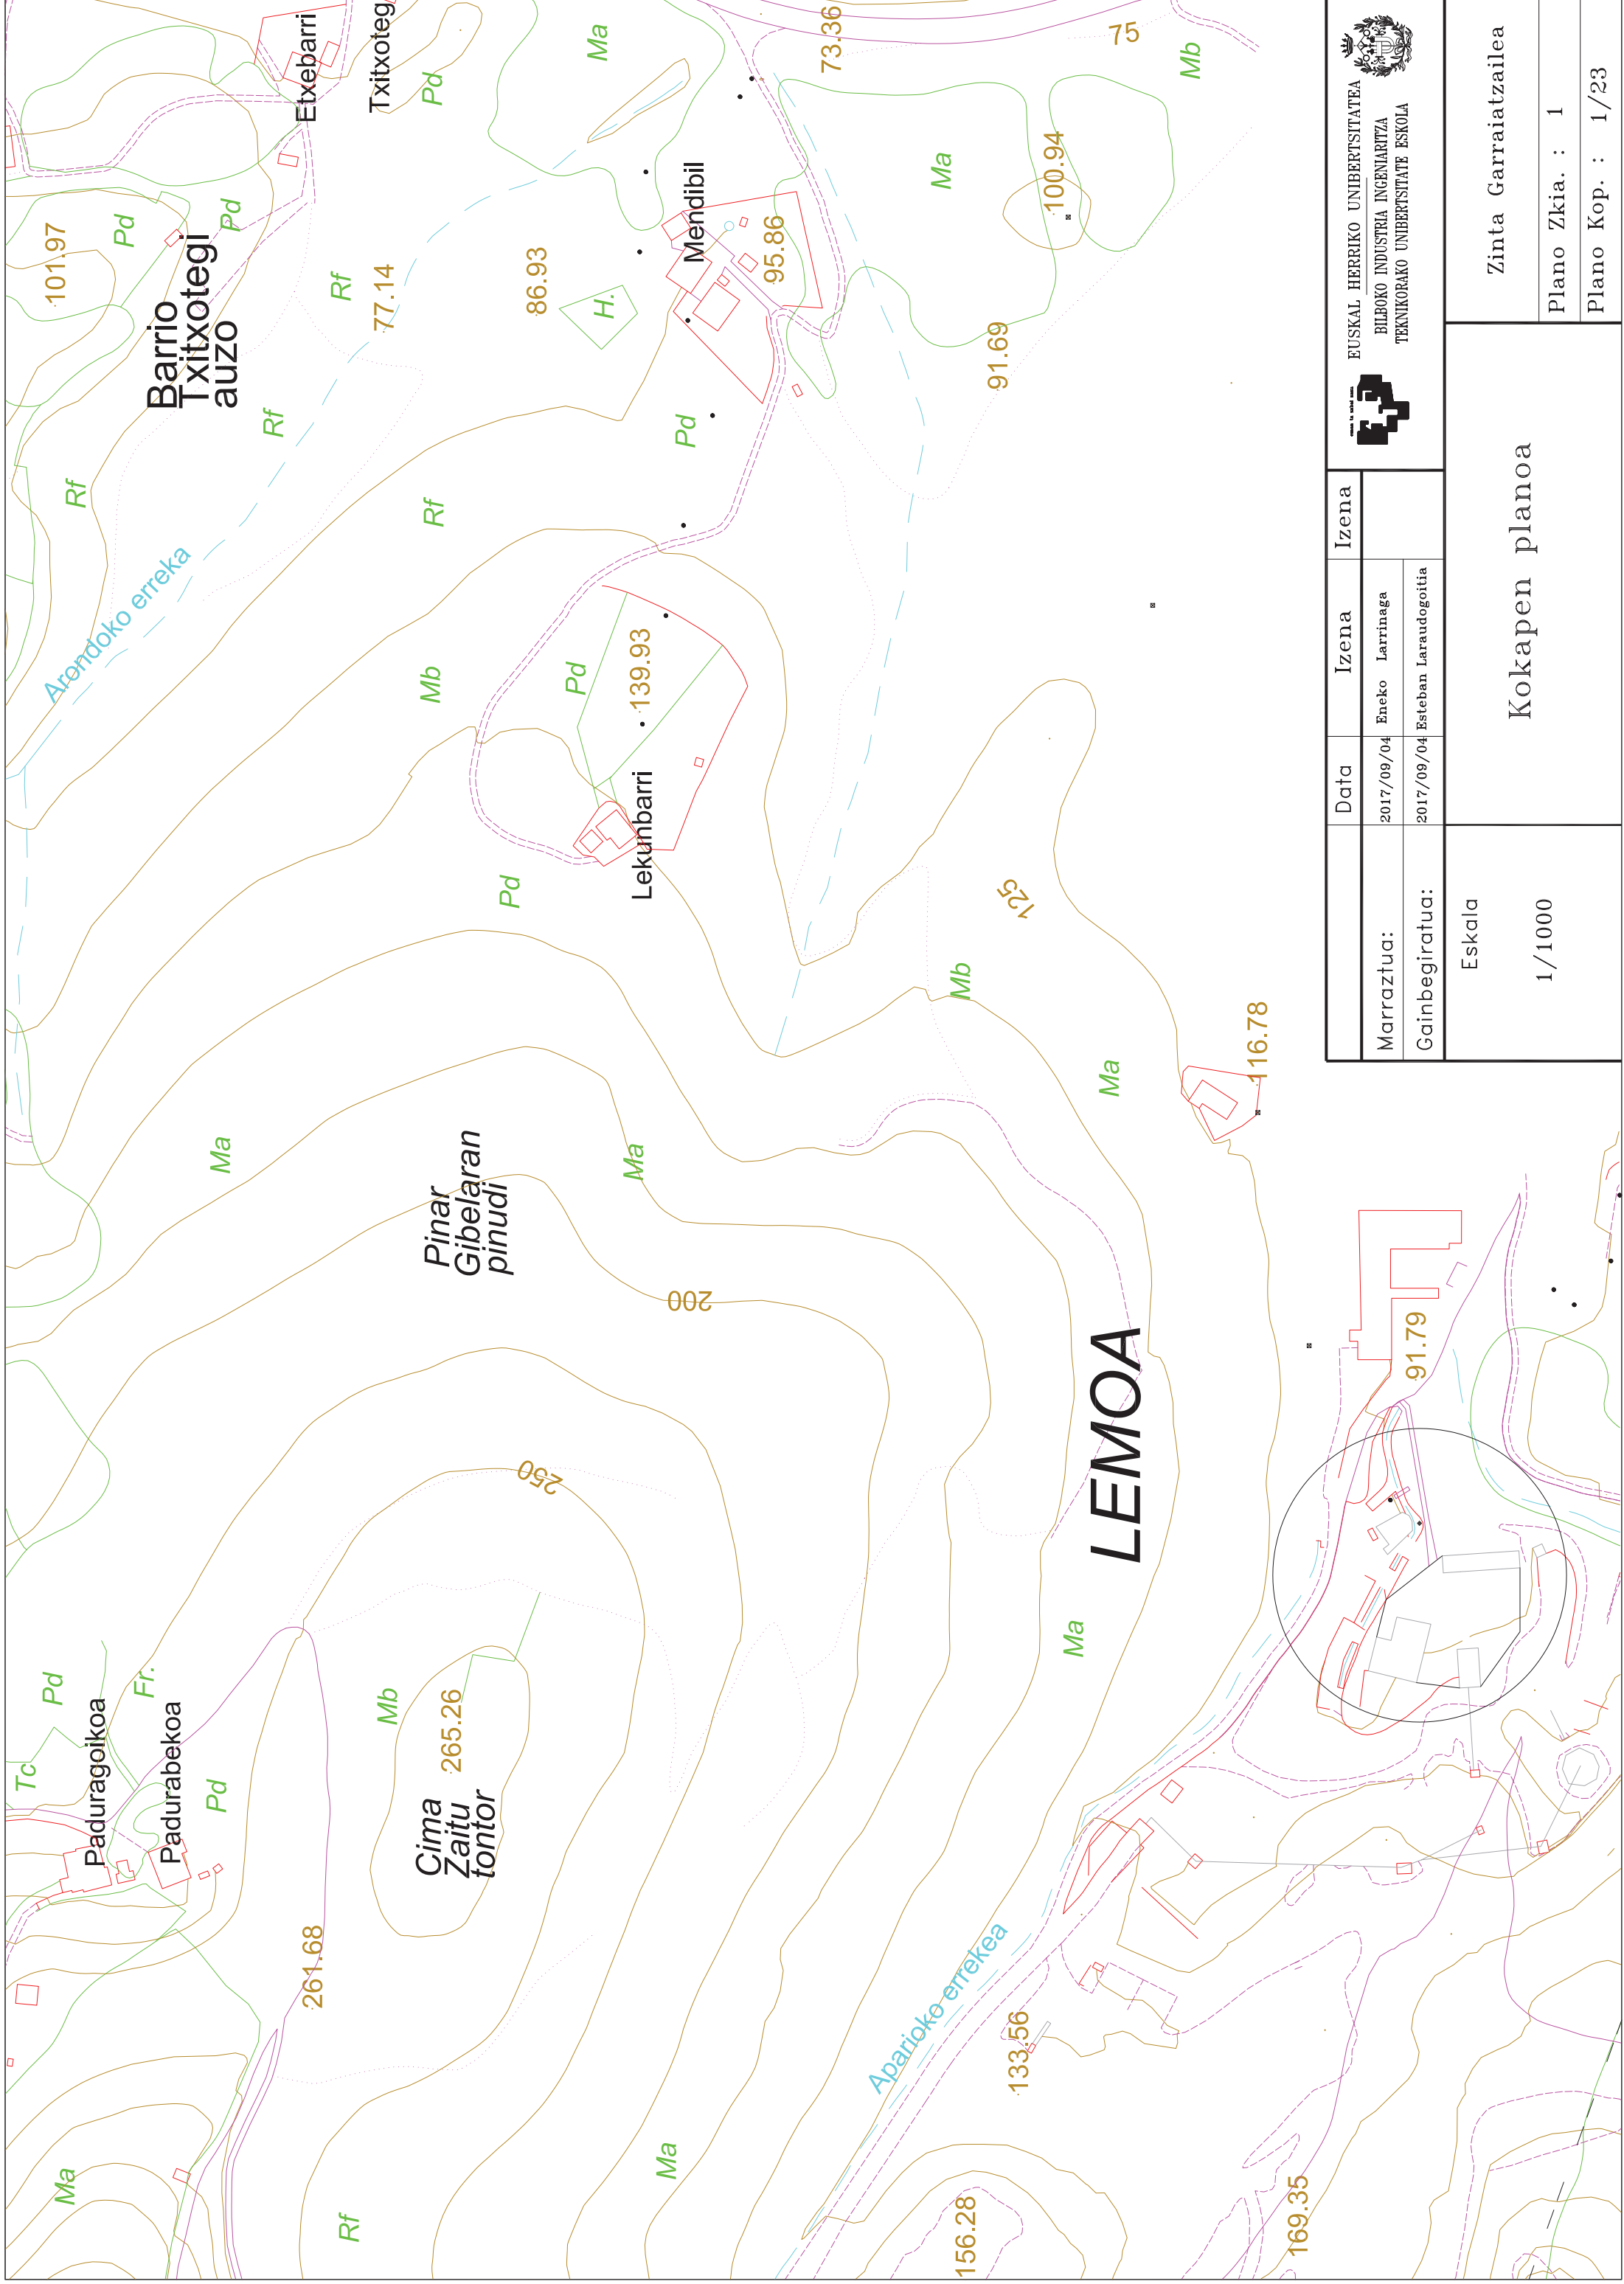 Ma
Rf
Ma
156.28
169.35
133.56
Aparioko errekea
261.68
Tc
Pd
Fr.
Paduragoikoa
Padurabekoa
Pd
Mb
265.26
Cima
Zaitu
tontor
Ma
250
LEMOA
200
91.79
Pinar
Gibelaran
pinudi
Ma
Ma
Ma
116.78
Mb
125
Pd
Lekunbarri
139.93
Pd
Mb
Arondoko erreka
Rf
Rf
Rf
Rf
Barrio
Txitxotegi
auzo
101.97
Pd
Pd
77.14
86.93
H.
Pd
Mendibil
95.86
91.69
100.94
Ma
Mb
75
73.36
Ma
Pd
Etxebarri
Txitxoteg
Data
Izena
Izena
Marraztua:
2017/09/04
Eneko Larrinaga
Gainbegiratua:
2017/09/04
Esteban Laraudogoitia
EUSKAL HERRIKO UNIBERTSITATEA
BILBOKO INDUSTRIA INGENIARITZA
TEKNIKORAKO UNIBERTSITATE ESKOLA
Eskala
1/1000
Kokapen planoa
Zinta Garraiatzailea
Plano Zkia. : 1
Plano Kop. : 1/23